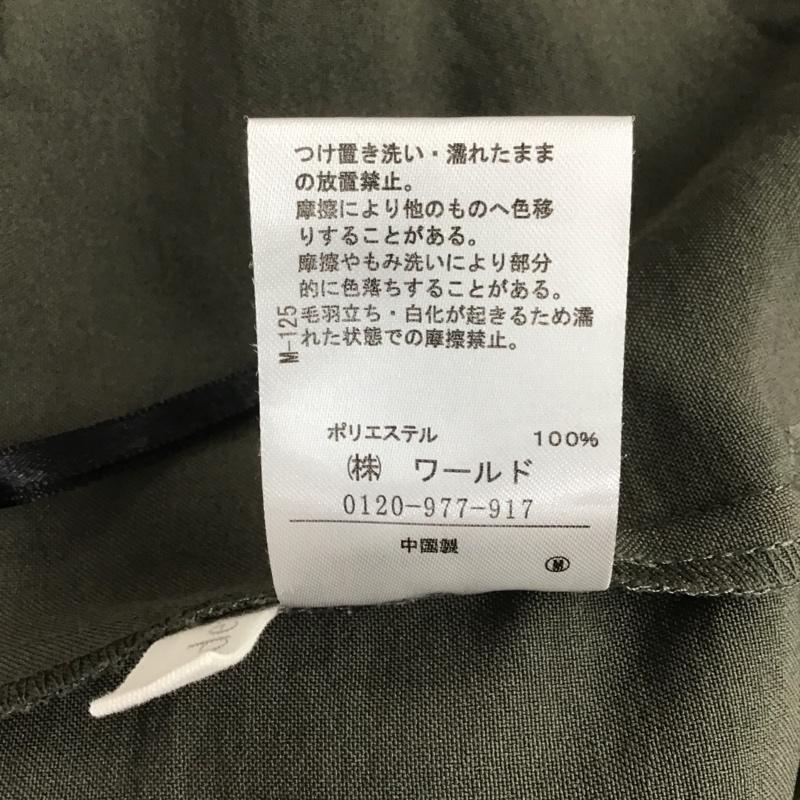 つけ置き洗い・濡れたまま
の放置禁止。
摩擦により他のものへ色移
りすることがある。
摩擦やもみ洗いにより部分
的に色落ちすることがある。
毛羽立ち・白化が起きるため濡
れた状態での摩擦禁止。
M-125
ポリエステル 100%
㈱ ワールド
0120-977-917
中国製
Ⓜ